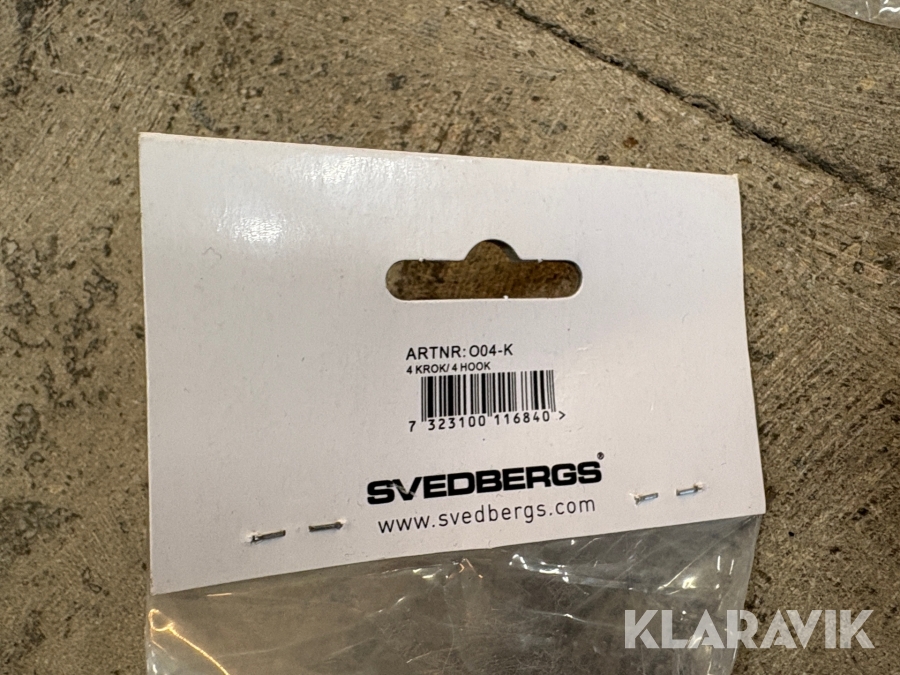 ARTNR: O04-K
4 KROK/ 4 HOOK
7 323100 116840 >
SVEDBERGS®
www.svedbergs.com
KLARAVIK